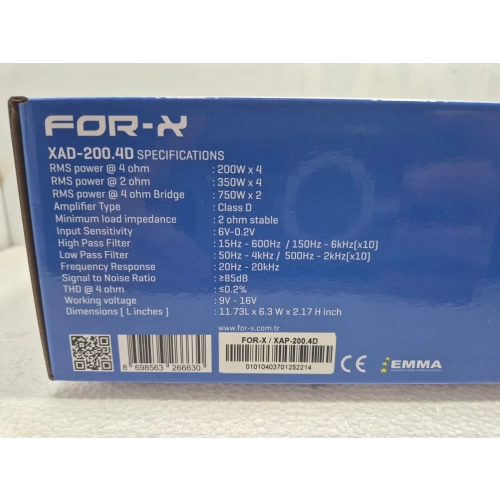 FOR-X
XAD-200.4D SPECIFICATIONS
RMS power @ 4 ohm : 200W x 4
RMS power @ 2 ohm : 350W x 4
RMS power @ 4 ohm Bridge : 750W x 2
Amplifier Type : Class D
Minimum load impedance : 2 ohm stable
Input Sensitivity : 6V-0.2V
High Pass Filter : 15Hz - 600Hz / 150Hz - 6kHz[x10]
Low Pass Filter : 50Hz - 4kHz / 500Hz - 2kHz[x10]
Frequency Response : 20Hz - 20kHz
Signal to Noise Ratio : ≥85dB
THD @ 4 ohm : ≤0.2%
Working voltage : 9V - 16V
Dimensions [ L inches ] : 11.73L x 6.3 W x 2.17 H inch
www.for-x.com.tr
8 698563 266630
FOR-X / XAP-200.4D
01010403701252214
CE
EMMA